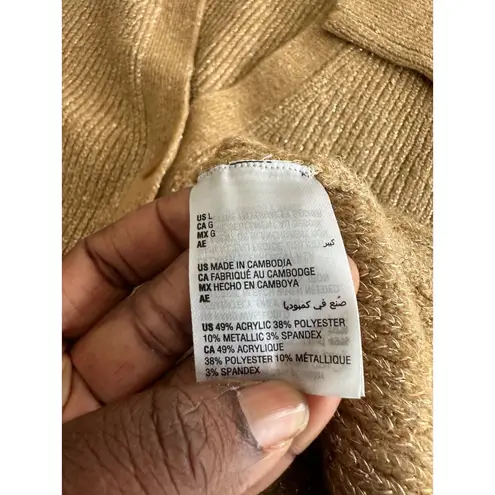 US L
CA G
MX G
AE كبير
US MADE IN CAMBODIA
CA FABRIQUÉ AU CAMBODGE
MX HECHO EN CAMBOYA
AE صُنع في كمبوديا
US 49% ACRYLIC 38% POLYESTER
10% METALLIC 3% SPANDEX
CA 49% ACRYLIQUE
38% POLYESTER 10% MÉTALLIQUE
3% SPANDEX